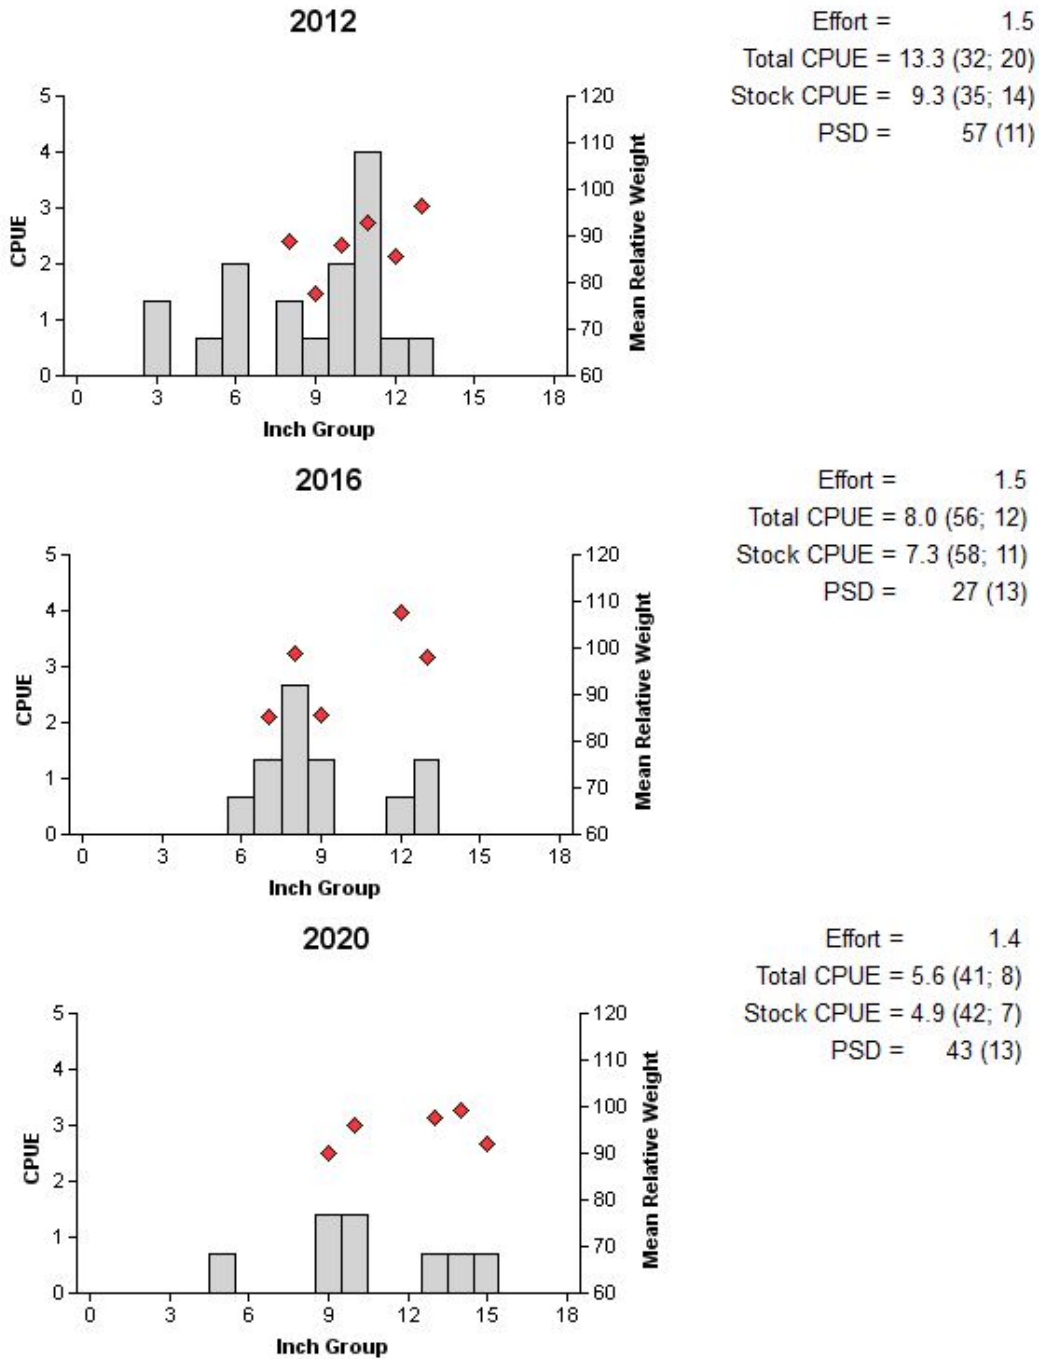 2012
Effort = 1.5
Total CPUE = 13.3 (32; 20)
Stock CPUE = 9.3 (35; 14)
PSD = 57 (11)
5
4
3
2
1
0
CPUE
120
110
100
90
80
70
60
Mean Relative Weight
0 3 6 9 12 15 18
Inch Group
2016
Effort = 1.5
Total CPUE = 8.0 (56; 12)
Stock CPUE = 7.3 (58; 11)
PSD = 27 (13)
5
4
3
2
1
0
CPUE
120
110
100
90
80
70
60
Mean Relative Weight
0 3 6 9 12 15 18
Inch Group
2020
Effort = 1.4
Total CPUE = 5.6 (41; 8)
Stock CPUE = 4.9 (42; 7)
PSD = 43 (13)
5
4
3
2
1
0
CPUE
120
110
100
90
80
70
60
Mean Relative Weight
0 3 6 9 12 15 18
Inch Group